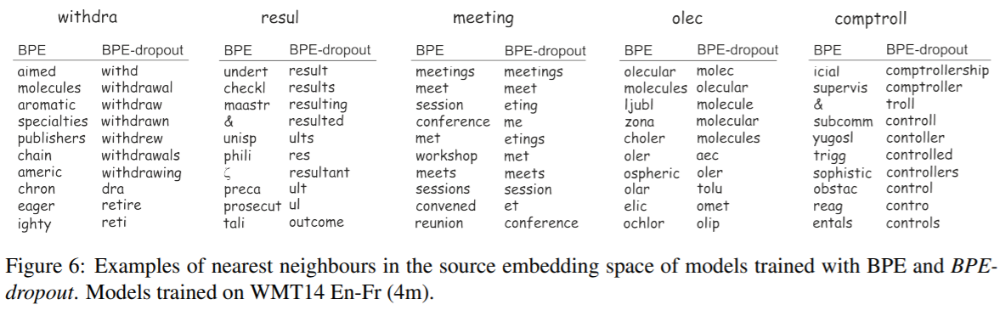 withdra resul meeting olec comptroll
BPE BPE-dropout BPE BPE-dropout BPE BPE-dropout BPE BPE-dropout BPE BPE-dropout
aimed withd undert result meetings meetings olecular molec icial comptrollership
molecules withdrawal checkl results meet meet molecules olecular supervis comptroller
aromatic withdraw maastr resulting session eting ljubl molecule & troll
specialties withdrawn & resulted conference me zona molecular subcomm controll
publishers withdrew unisp ults met etings choler molecules yugosl contoller
chain withdrawals phili res workshop met oler aec trigg controlled
americ withdrawing ζ resultant meets meets ospheric oler sophistic controllers
chron dra preca ult sessions session olar tolu obstac control
eager retire prosecut ul convened et elic omet reag contro
ighty reti tali outcome reunion conference ochlor olip entals controls
Figure 6: Examples of nearest neighbours in the source embedding space of models trained with BPE and BPE-
dropout. Models trained on WMT14 En-Fr (4m).